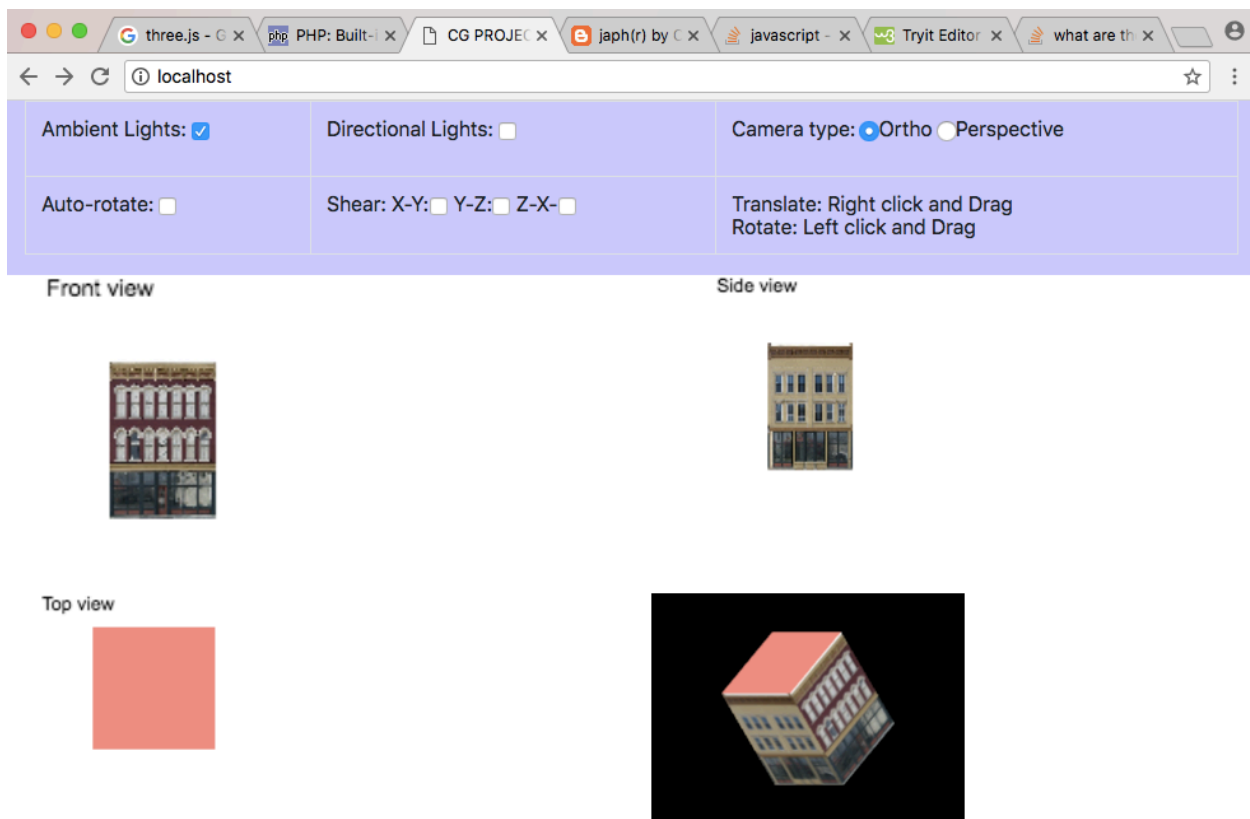 three.js - G
php PHP: Built-i
CG PROJEC
japh(r) by C
javascript -
w3 Tryit Editor
what are th
localhost
Ambient Lights:
Directional Lights:
Camera type: Ortho Perspective
Auto-rotate:
Shear: X-Y: Y-Z: Z-X-
Translate: Right click and Drag
Rotate: Left click and Drag
Front view
Side view
Top view